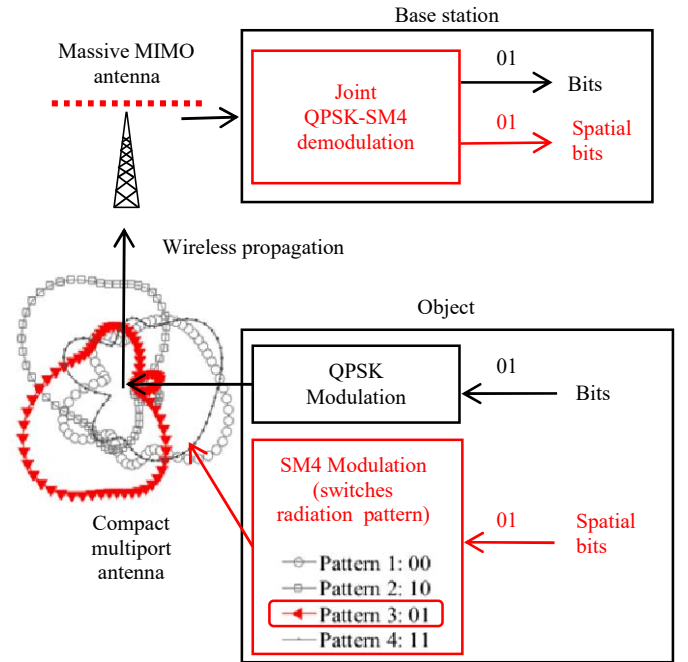 Base station
Massive MIMO
antenna
Joint
QPSK-SM4
demodulation
01
Bits
01
Spatial
bits
Wireless propagation
Object
QPSK
Modulation
01
Bits
SM4 Modulation
(switches
radiation pattern)
01
Spatial
bits
Compact
multiport
antenna
Pattern 1: 00
Pattern 2: 10
Pattern 3: 01
Pattern 4: 11